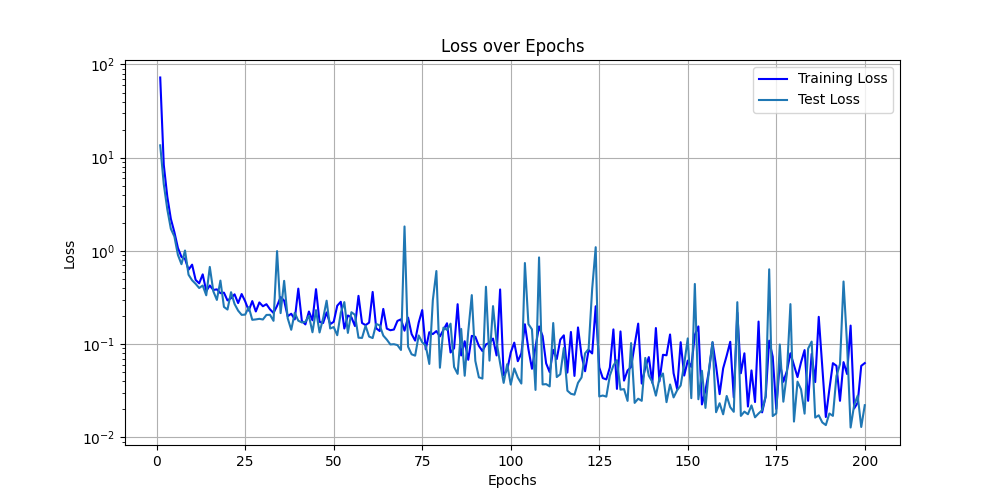 Loss over Epochs
Training Loss
Test Loss
Loss
10²
10¹
10⁰
10⁻¹
10⁻²
0 25 50 75 100 125 150 175 200
Epochs